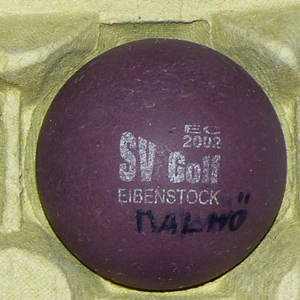 EC
2002
SV Golf
EIBENSTOCK
MALMÖ